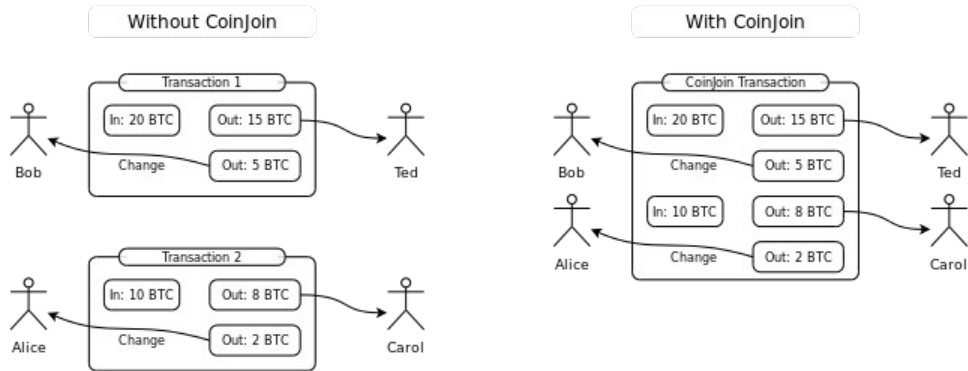 Without CoinJoin
Transaction 1
In: 20 BTC
Out: 15 BTC
Change
Out: 5 BTC
Bob
Ted
Transaction 2
In: 10 BTC
Out: 8 BTC
Change
Out: 2 BTC
Alice
Carol
With CoinJoin
CoinJoin Transaction
In: 20 BTC
Out: 15 BTC
Change
Out: 5 BTC
Bob
Ted
In: 10 BTC
Out: 8 BTC
Change
Out: 2 BTC
Alice
Carol